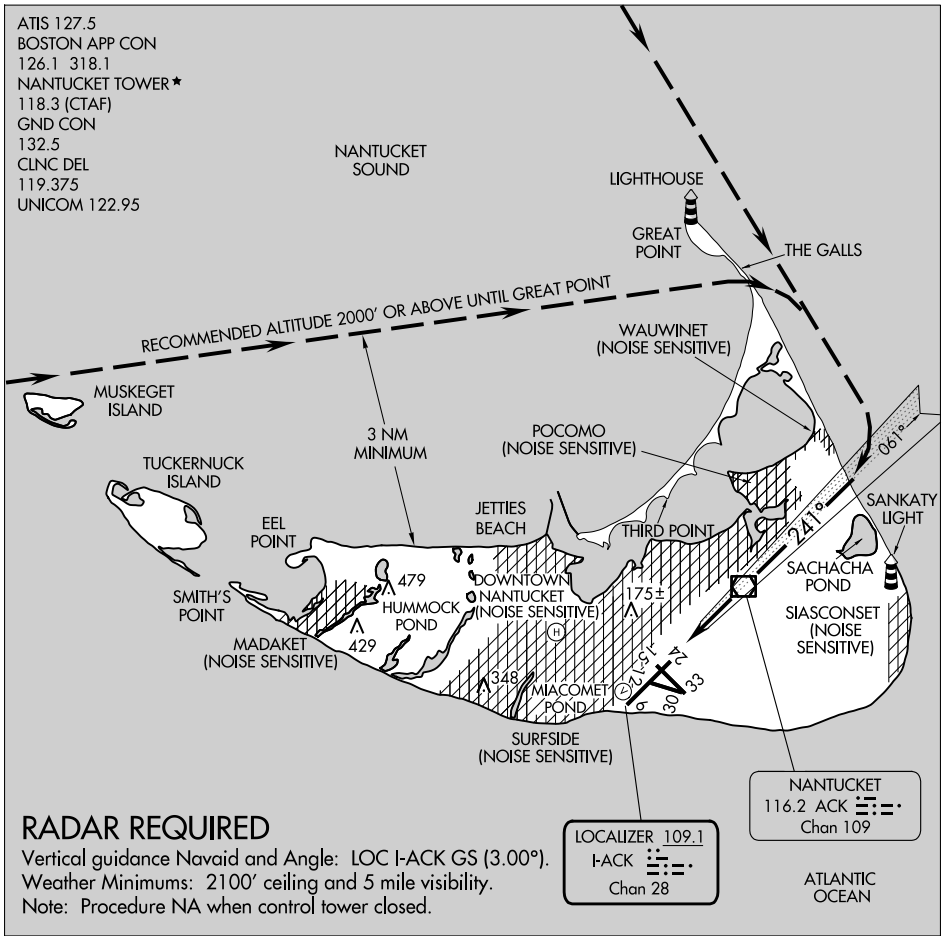 ATIS 127.5
BOSTON APP CON
126.1 318.1
NANTUCKET TOWER★
118.3 (CTAF)
GND CON
132.5
CLNC DEL
119.375
UNICOM 122.95
NANTUCKET
SOUND
LIGHTHOUSE
GREAT
POINT
THE GALLS
RECOMMENDED ALTITUDE 2000' OR ABOVE UNTIL GREAT POINT
WAUWINET
(NOISE SENSITIVE)
MUSKEGET
ISLAND
3 NM
MINIMUM
POCOMO
(NOISE SENSITIVE)
061°
TUCKERNUCK
ISLAND
JETTIES
BEACH
EEL
POINT
THIRD POINT
241°
SANKATY
LIGHT
SACHACHA
POND
SMITH'S
POINT
479
HUMMOCK
POND
DOWNTOWN
NANTUCKET
(NOISE SENSITIVE)
175±
SIASCONSET
(NOISE
SENSITIVE)
MADAKET
(NOISE SENSITIVE)
429
H
348
MIACOMET
POND
V
15
12
6
24
30
33
SURFSIDE
(NOISE SENSITIVE)
NANTUCKET
116.2 ACK
Chan 109
LOCALIZER 109.1
I-ACK
Chan 28
ATLANTIC
OCEAN
RADAR REQUIRED
Vertical guidance Navaid and Angle: LOC I-ACK GS (3.00°).
Weather Minimums: 2100' ceiling and 5 mile visibility.
Note: Procedure NA when control tower closed.